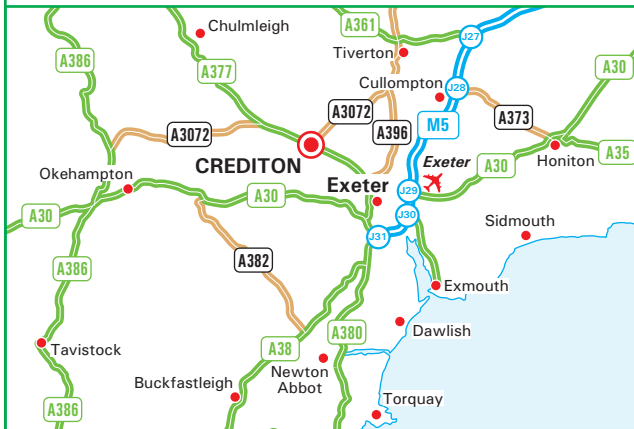 Chulmleigh
A361
J27
A386
Tiverton
A30
A377
Cullompton
J28
A3072
A3072
A396
M5
A373
CREDITON
Exeter
A30
Honiton
A35
Okehampton
Exeter
J29
A30
A30
J30
Sidmouth
J31
A386
A382
Exmouth
Tavistock
A38
A380
Dawlish
Buckfastleigh
Newton
Abbot
A386
Torquay